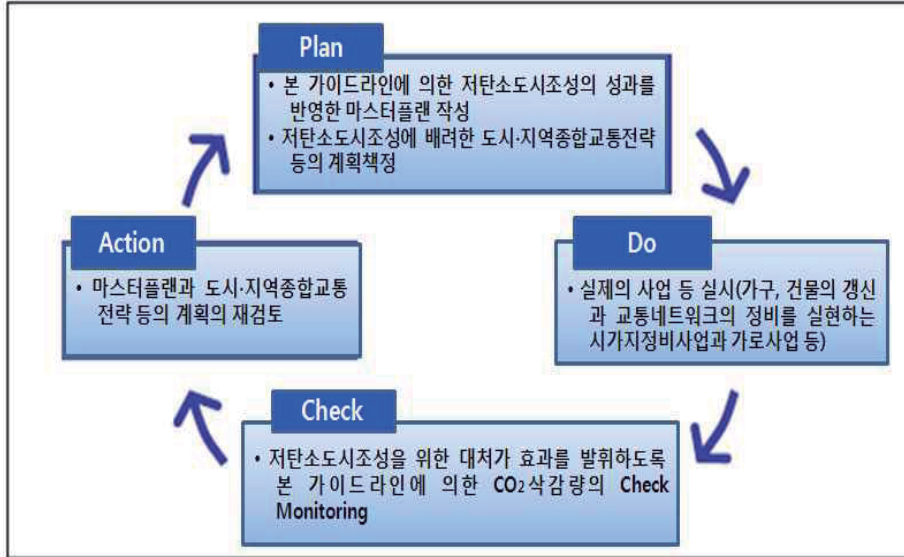 Plan
• 본 가이드라인에 의한 저탄소도시조성의 성과를
반영한 마스터플랜 작성
• 저탄소도시조성에 배려한 도시·지역종합교통전략
등의 계획책정
Do
• 실제의 사업 등 실시(가구, 건물의 갱신
과 교통네트워크의 정비를 실현하는
시가지정비사업과 가로사업 등)
Check
• 저탄소도시조성을 위한 대처가 효과를 발휘하도록
본 가이드라인에 의한 CO2삭감량의 Check
Monitoring
Action
• 마스터플랜과 도시·지역종합교통
전략 등의 계획의 재검토